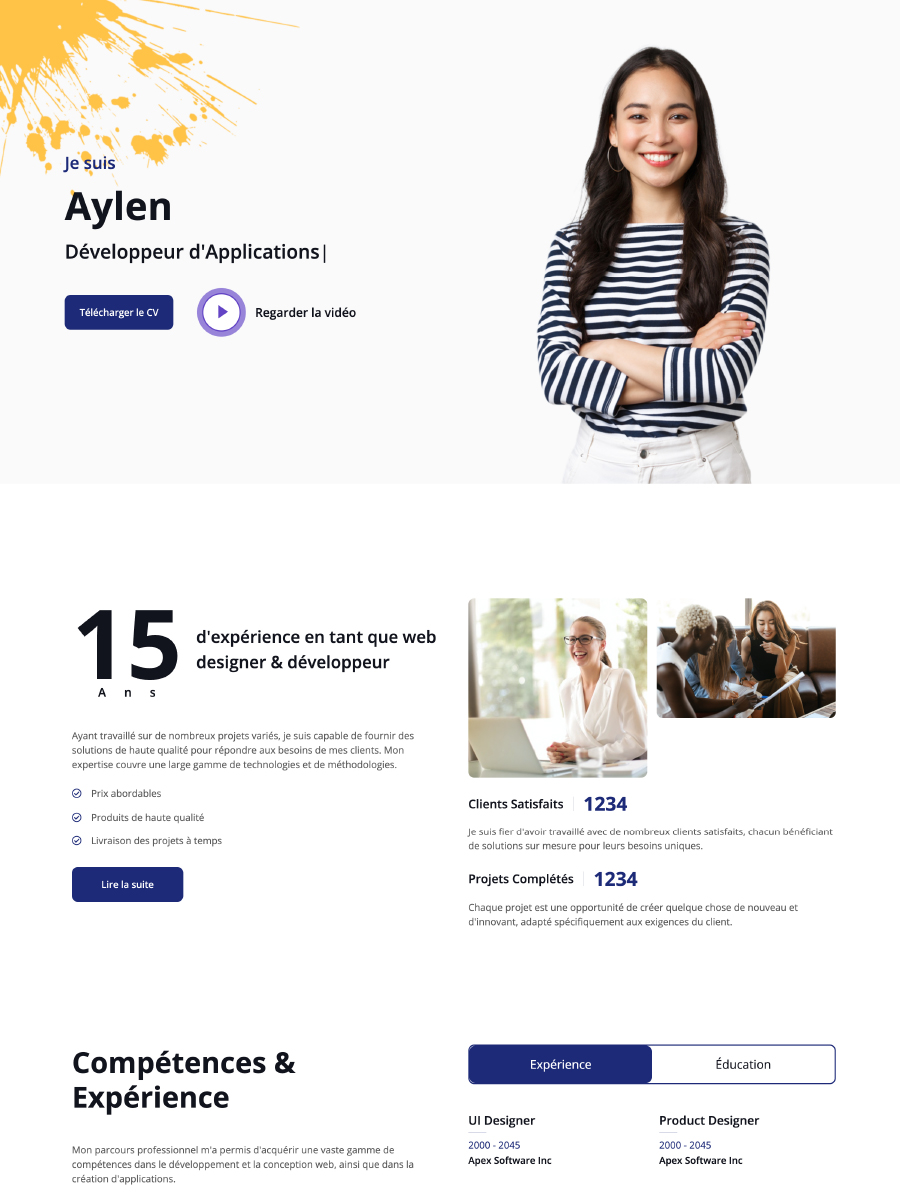 Je suis
Aylen
Développeur d'Applications|
Télécharger le CV
Regarder la vidéo
15
Ans
d'expérience en tant que web
designer & développeur
Ayant travaillé sur de nombreux projets variés, je suis capable de fournir des
solutions de haute qualité pour répondre aux besoins de mes clients. Mon
expertise couvre une large gamme de technologies et de méthodologies.
Prix abordables
Produits de haute qualité
Livraison des projets à temps
Lire la suite
Clients Satisfaits 1234
Je suis fier d'avoir travaillé avec de nombreux clients satisfaits, chacun bénéficiant
de solutions sur mesure pour leurs besoins uniques.
Projets Complétés 1234
Chaque projet est une opportunité de créer quelque chose de nouveau et
d'innovant, adapté spécifiquement aux exigences du client.
Compétences &
Expérience
Mon parcours professionnel m'a permis d'acquérir une vaste gamme de
compétences dans le développement et la conception web, ainsi que dans la
création d'applications.
Expérience
Éducation
UI Designer
2000 - 2045
Apex Software Inc
Product Designer
2000 - 2045
Apex Software Inc